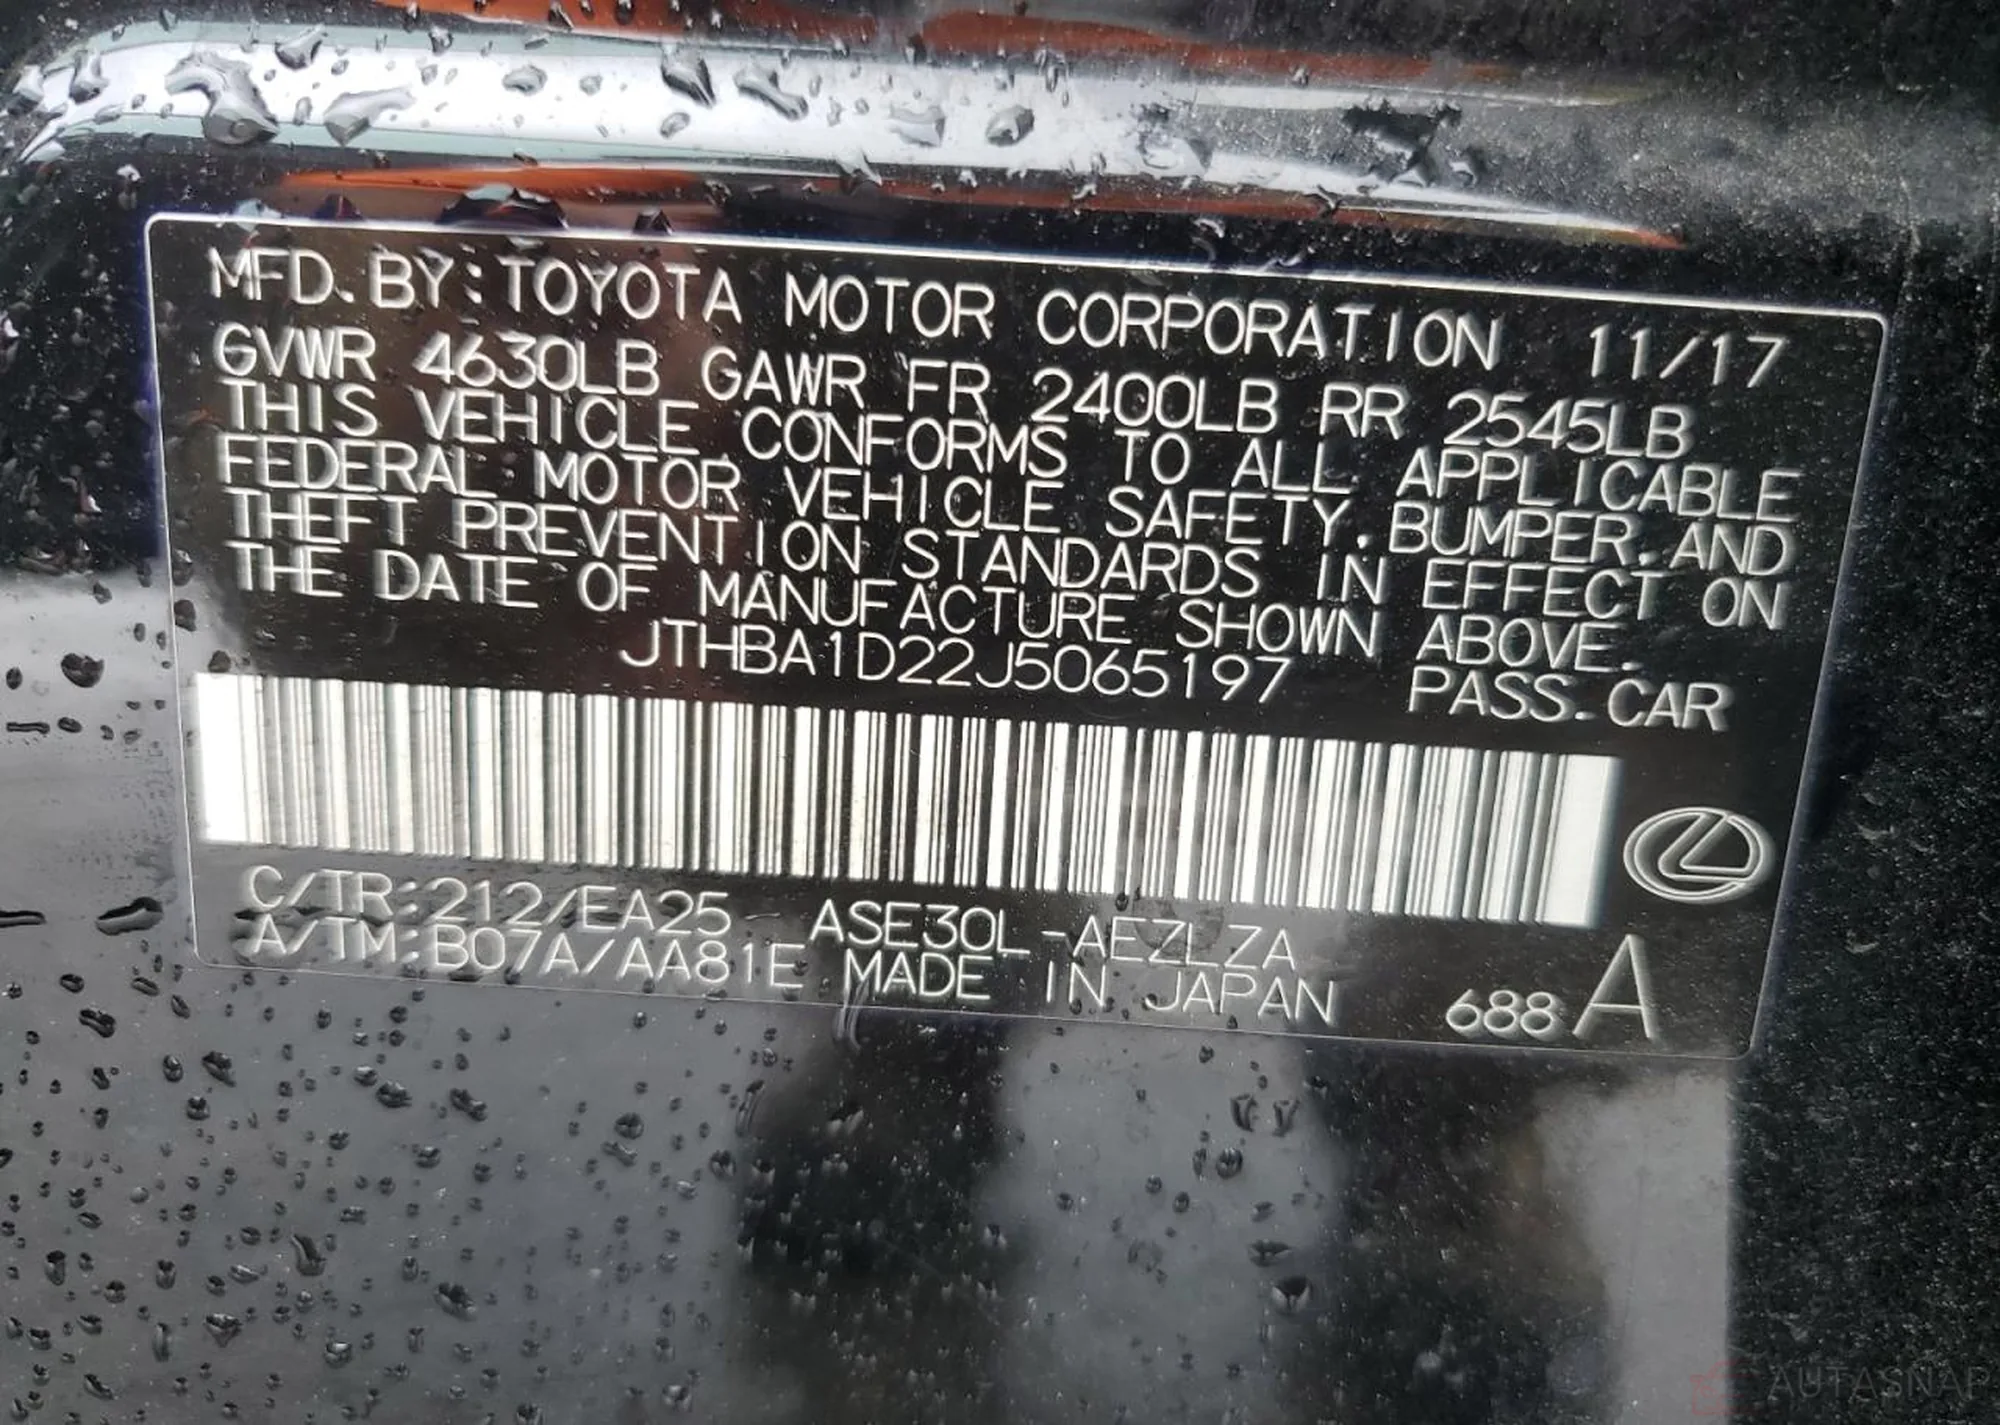 MFD. BY: TOYOTA MOTOR CORPORATION 11/17
GVWR 4630LB GAWR FR 2400LB RR 2545LB
THIS VEHICLE CONFORMS TO ALL APPLICABLE
FEDERAL MOTOR VEHICLE SAFETY, BUMPER, AND
THEFT PREVENTION STANDARDS IN EFFECT ON
THE DATE OF MANUFACTURE SHOWN ABOVE.
JTHBA1D22J5065197 PASS. CAR
C/TR:212/EA25 ASE30L-AEZLZA
A/TM:B07A/AA81E MADE IN JAPAN 688 A
AUTASNAP